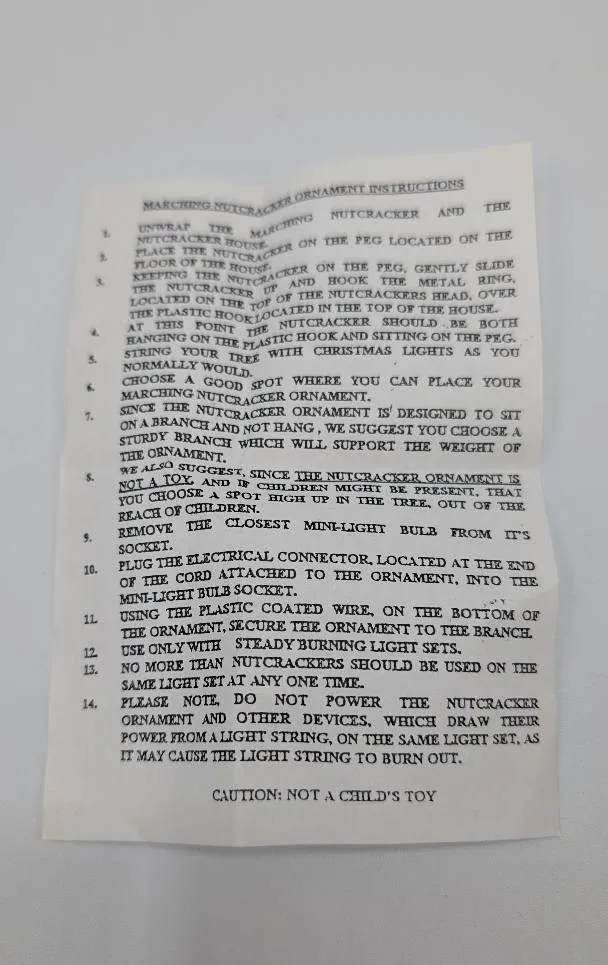 MARCHING NUTCRACKER ORNAMENT INSTRUCTIONS
1. UNWRAP THE MARCHING NUTCRACKER AND THE
NUTCRACKER HOUSE.
2. PLACE THE NUTCRACKER ON THE PEG LOCATED ON THE
FLOOR OF THE HOUSE.
3. KEEPING THE NUTCRACKER ON THE PEG, GENTLY SLIDE
THE NUTCRACKER UP AND HOOK THE METAL RING,
LOCATED ON THE TOP OF THE NUTCRACKERS HEAD, OVER
THE PLASTIC HOOK LOCATED IN THE TOP OF THE HOUSE.
4. AT THIS POINT THE NUTCRACKER SHOULD BE BOTH
HANGING ON THE PLASTIC HOOK AND SITTING ON THE PEG.
5. STRING YOUR TREE WITH CHRISTMAS LIGHTS AS YOU
NORMALLY WOULD.
6. CHOOSE A GOOD SPOT WHERE YOU CAN PLACE YOUR
MARCHING NUTCRACKER ORNAMENT.
7. SINCE THE NUTCRACKER ORNAMENT IS DESIGNED TO SIT
ON A BRANCH AND NOT HANG, WE SUGGEST YOU CHOOSE A
STURDY BRANCH WHICH WILL SUPPORT THE WEIGHT OF
THE ORNAMENT.
8. WE ALSO SUGGEST, SINCE THE NUTCRACKER ORNAMENT IS
NOT A TOY, AND IF CHILDREN MIGHT BE PRESENT, THAT
YOU CHOOSE A SPOT HIGH UP IN THE TREE, OUT OF THE
REACH OF CHILDREN.
9. REMOVE THE CLOSEST MINI-LIGHT BULB FROM IT'S
SOCKET.
10. PLUG THE ELECTRICAL CONNECTOR, LOCATED AT THE END
OF THE CORD ATTACHED TO THE ORNAMENT, INTO THE
MINI-LIGHT BULB SOCKET.
11. USING THE PLASTIC COATED WIRE, ON THE BOTTOM OF
THE ORNAMENT, SECURE THE ORNAMENT TO THE BRANCH.
12. USE ONLY WITH STEADY BURNING LIGHT SETS.
13. NO MORE THAN NUTCRACKERS SHOULD BE USED ON THE
SAME LIGHT SET AT ANY ONE TIME.
14. PLEASE NOTE, DO NOT POWER THE NUTCRACKER
ORNAMENT AND OTHER DEVICES, WHICH DRAW THEIR
POWER FROM A LIGHT STRING, ON THE SAME LIGHT SET, AS
IT MAY CAUSE THE LIGHT STRING TO BURN OUT.
CAUTION: NOT A CHILD'S TOY